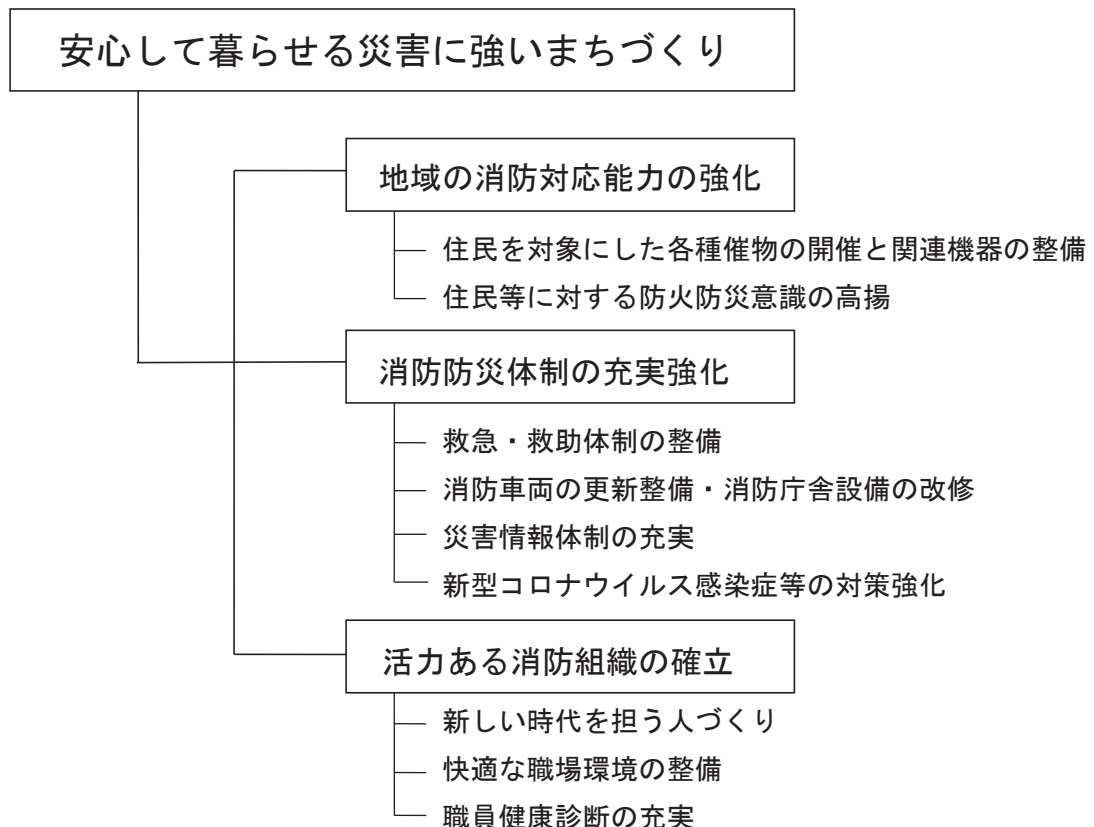 安心して暮らせる災害に強いまちづくり
地域の消防対応能力の強化
住民を対象にした各種催物の開催と関連機器の整備
住民等に対する防火防災意識の高揚
消防防災体制の充実強化
救急・救助体制の整備
消防車両の更新整備・消防庁舎設備の改修
災害情報体制の充実
新型コロナウイルス感染症等の対策強化
活力ある消防組織の確立
新しい時代を担う人づくり
快適な職場環境の整備
職員健康診断の充実